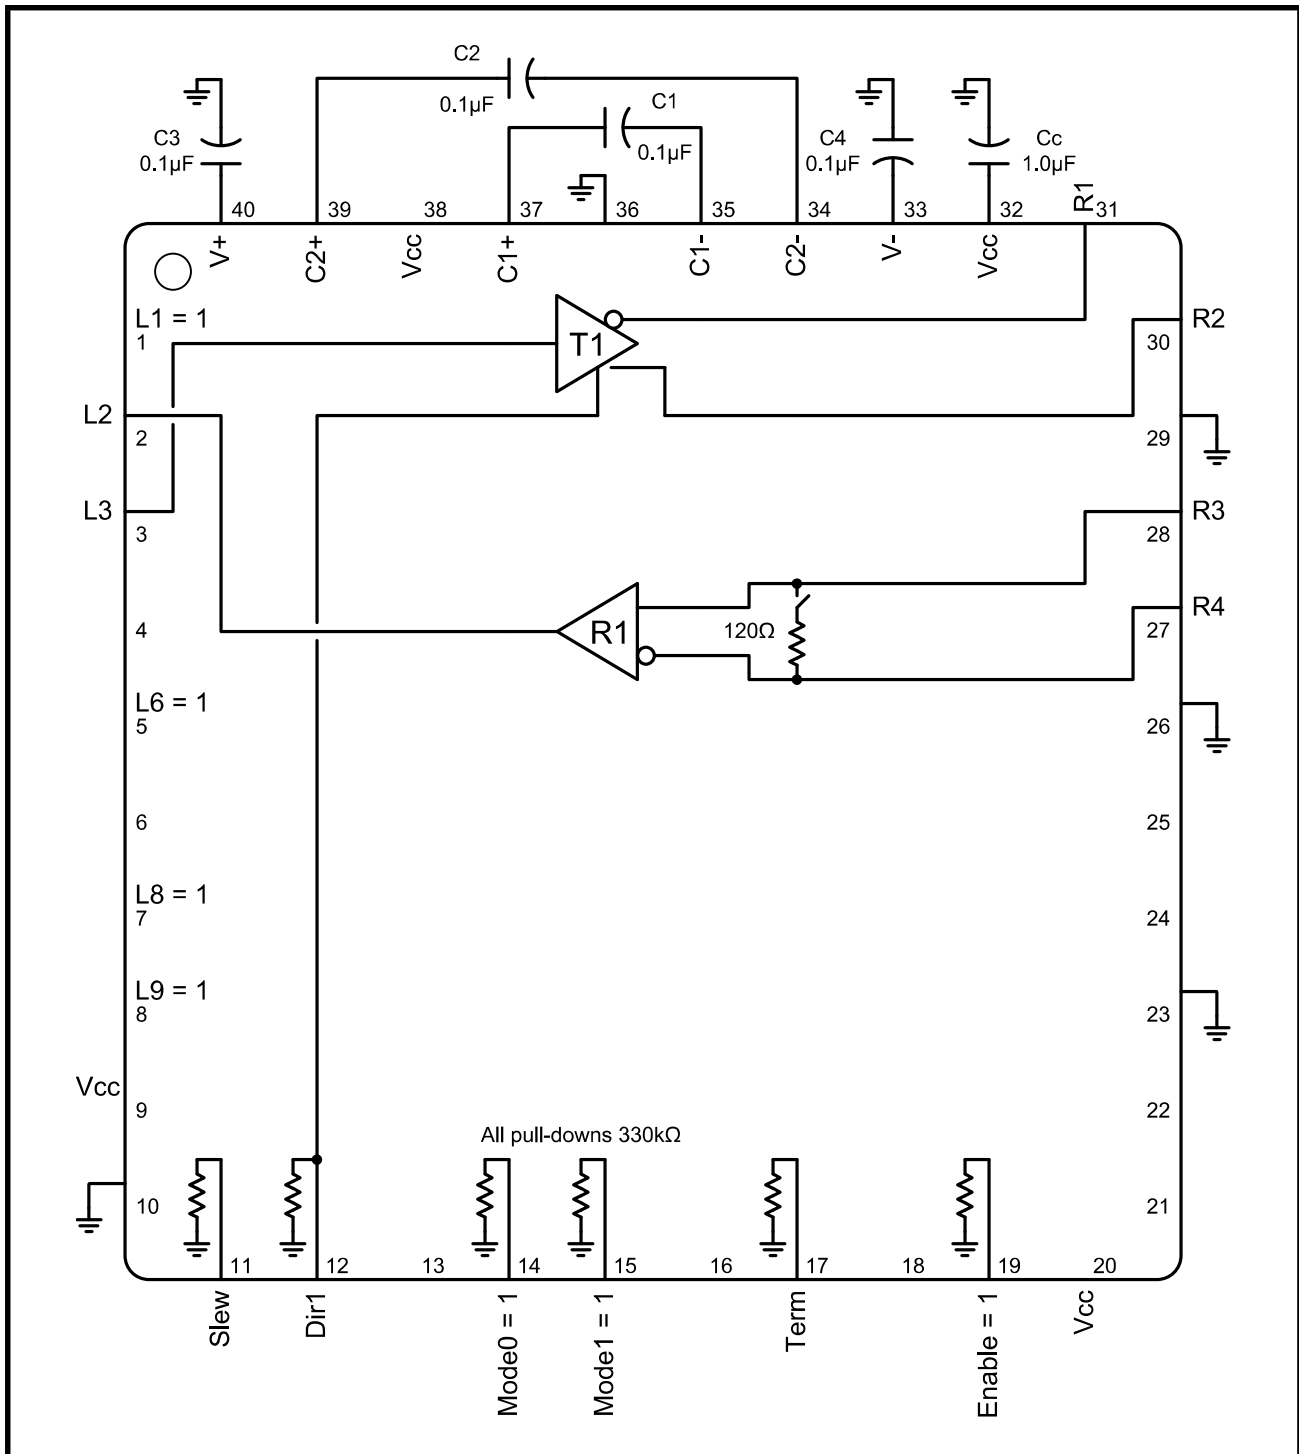 C2
0.1µF
C1
0.1µF
C3
0.1µF
C4
0.1µF
Cc
1.0µF
40
39
38
37
36
35
34
33
32
31
R1
V+
C2+
Vcc
C1+
C1-
C2-
V-
Vcc
L1 = 1
1
T1
R2
30
L2
2
29
L3
3
R3
28
R4
4
R1
120Ω
27
L6 = 1
5
26
6
25
L8 = 1
7
24
L9 = 1
8
23
Vcc
9
22
All pull-downs 330kΩ
10
21
11
12
13
14
15
16
17
18
19
20
Slew
Dir1
Mode0 = 1
Mode1 = 1
Term
Enable = 1
Vcc